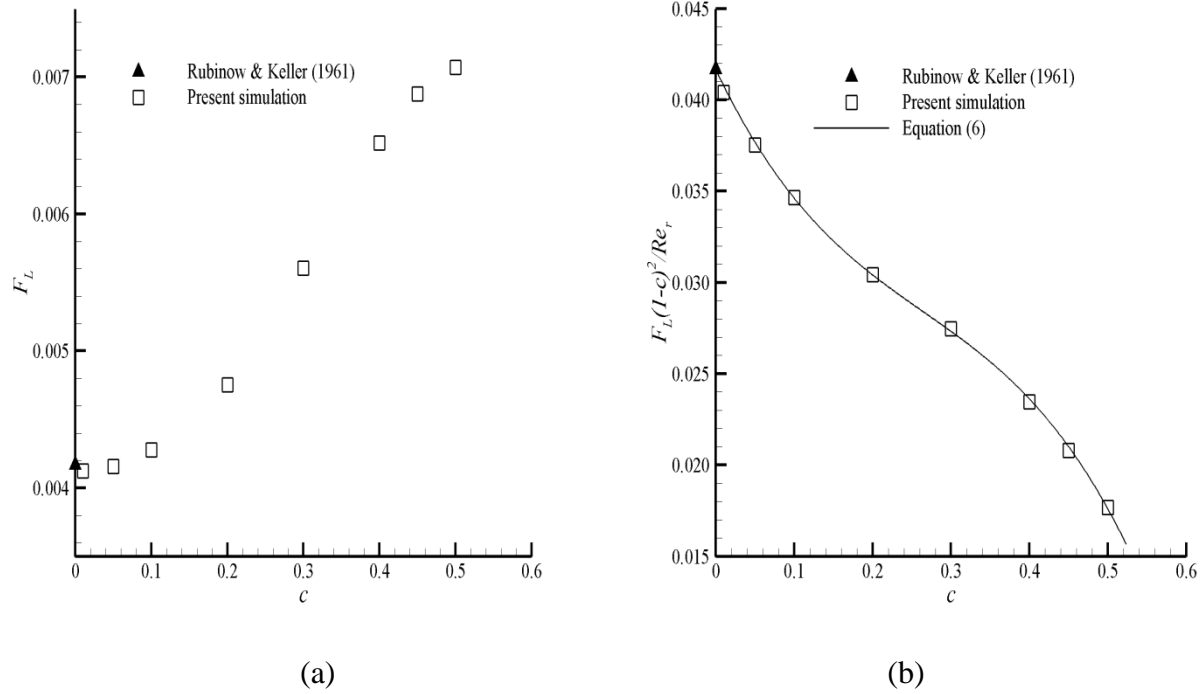 0.007
0.006
0.005
0.004
F_L
Rubinow & Keller (1961)
Present simulation
0 0.1 0.2 0.3 0.4 0.5 0.6
c
(a)
0.045
0.040
0.035
0.030
0.025
0.020
0.015
F_L(1-c)^2/Re_r
Rubinow & Keller (1961)
Present simulation
Equation (6)
0 0.1 0.2 0.3 0.4 0.5 0.6
c
(b)